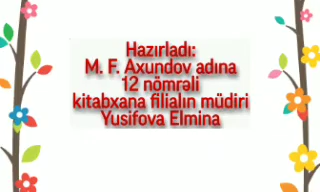 Hazırladı:
M. F. Axundov adına
12 nömrəli
kitabxana filialın müdiri
Yusifova Elmina